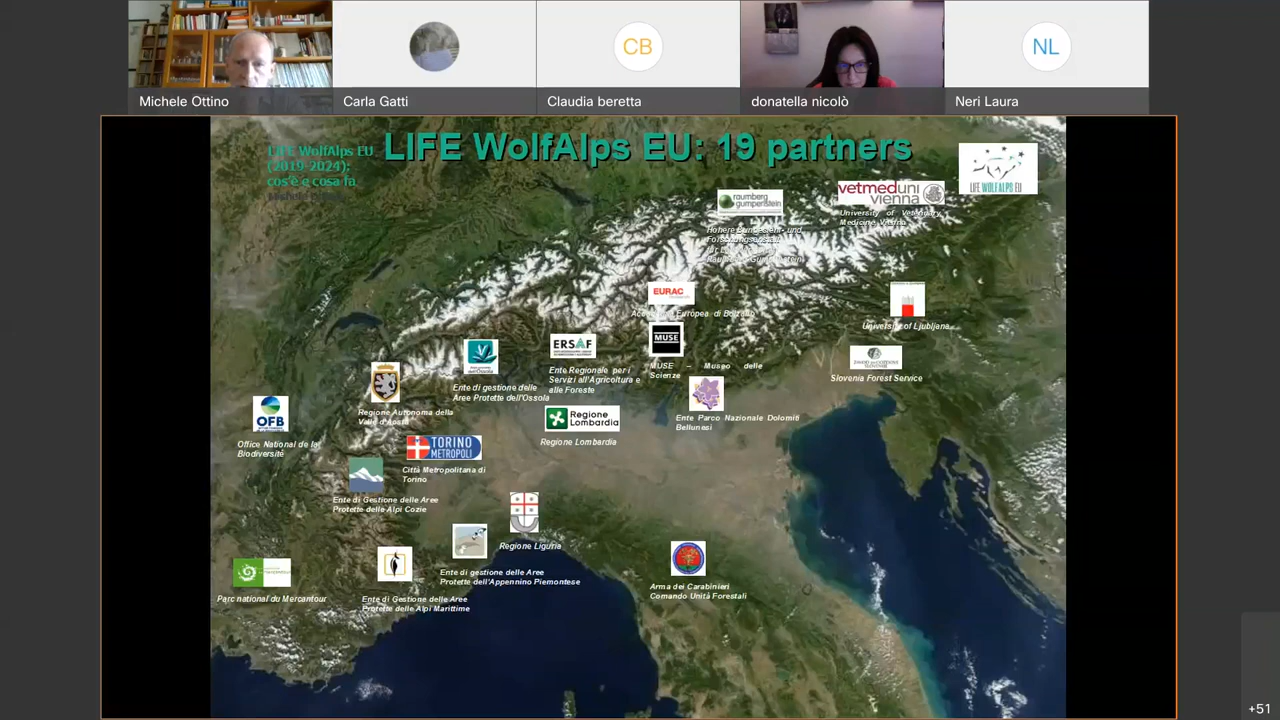 Michele Ottino
Carla Gatti
CB
Claudia beretta
donatella nicolò
NL
Neri Laura
LIFE WolfAlps EU
(2019-2024):
cos'è e cosa fa
LIFE WolfAlps EU: 19 partners
LIFE WOLFALPS EU
raumberg
gumpenstein
vetmeduni
vienna
University of Veterinary
Medicine Vienna
EURAC
research
Accademia Europea di Bolzano
University of Ljubljana
MUSE
MUSE – Museo delle
Scienze
ERSAF
Ente Regionale per i
Servizi all'Agricoltura e
alle Foreste
Slovenia Forest Service
Ente di gestione delle
Aree Protette dell'Ossola
Regione Autonoma della
Valle d'Aosta
Ente Parco Nazionale Dolomiti
Bellunesi
OFB
Office National de la
Biodiversité
Regione
Lombardia
Regione Lombardia
TORINO
METROPOLI
Città Metropolitana di
Torino
Ente di Gestione delle Aree
Protette delle Alpi Cozie
Regione Liguria
Ente di gestione delle Aree
Protette dell'Appennino Piemontese
Arma dei Carabinieri
Comando Unità Forestali
Parc national du Mercantour
Ente di Gestione delle Aree
Protette delle Alpi Marittime
+51